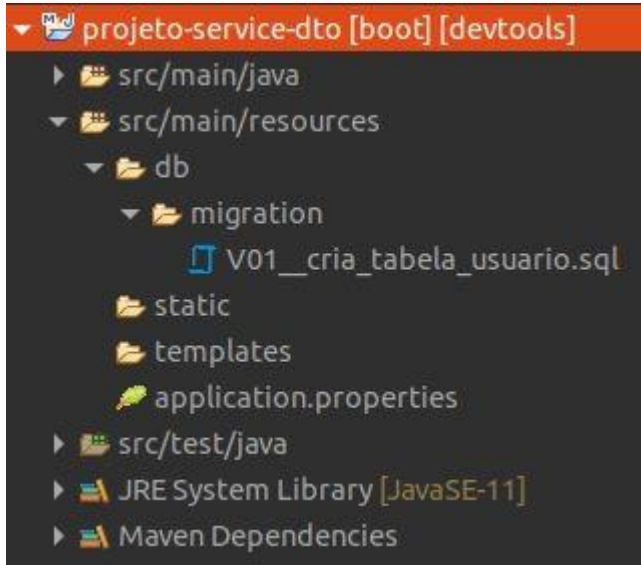 projeto-service-dto [boot] [devtools]
src/main/java
src/main/resources
db
migration
V01__cria_tabela_usuario.sql
static
templates
application.properties
src/test/java
JRE System Library [JavaSE-11]
Maven Dependencies